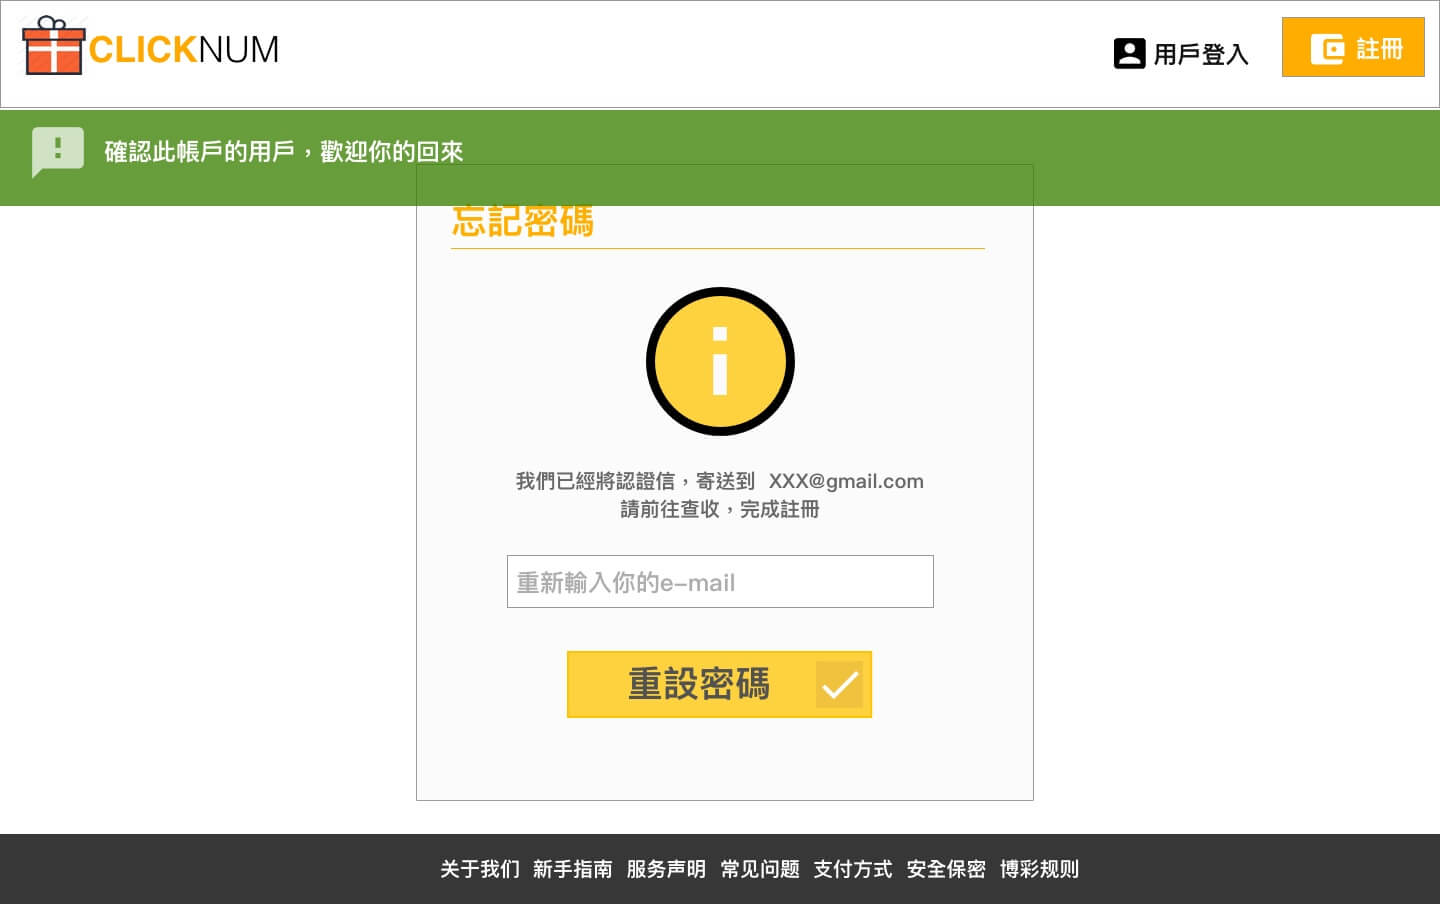 CLICKNUM
用戶登入
註冊
確認此帳戶的用戶，歡迎你的回來
忘記密碼
我們已經將認證信，寄送到 XXX@gmail.com
請前往查收，完成註冊
重新輸入你的e-mail
重設密碼
关于我们 新手指南 服务声明 常见问题 支付方式 安全保密 博彩规则